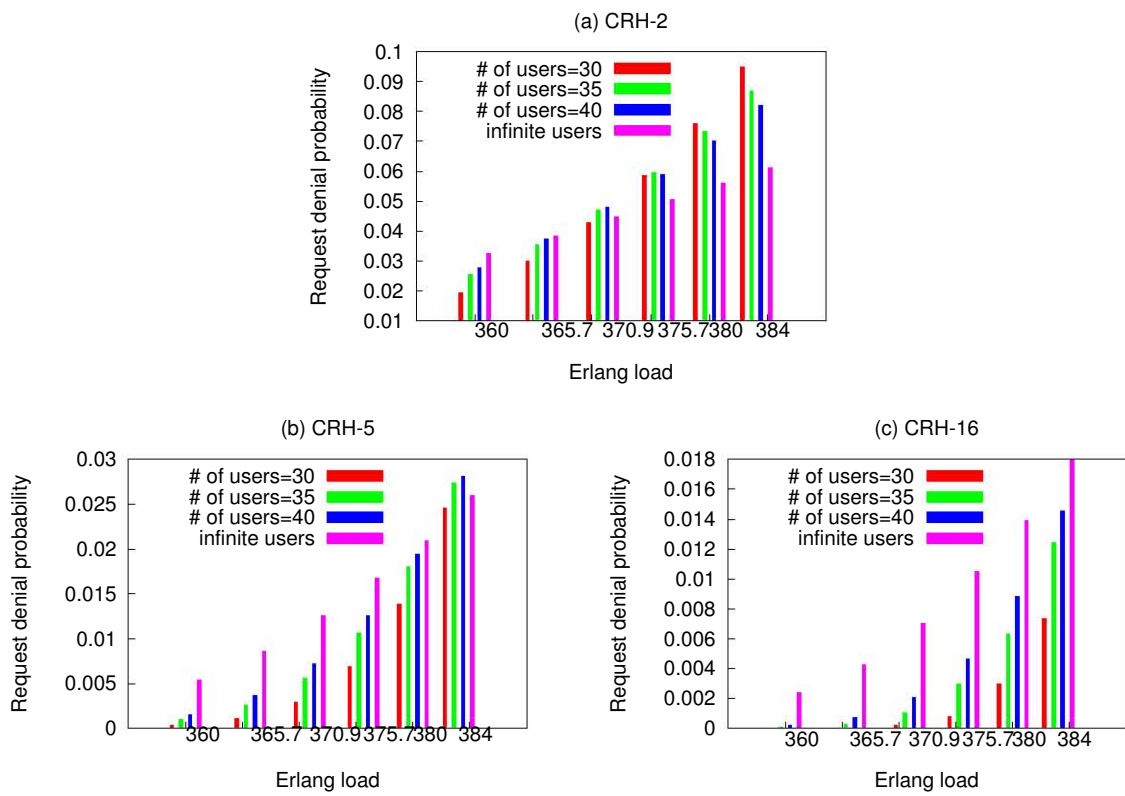 (a) CRH-2
Request denial probability
0.1
0.09
0.08
0.07
0.06
0.05
0.04
0.03
0.02
0.01
# of users=30
# of users=35
# of users=40
infinite users
360 365.7 370.9 375.7 380 384
Erlang load
(b) CRH-5
Request denial probability
0.03
0.025
0.02
0.015
0.01
0.005
0
# of users=30
# of users=35
# of users=40
infinite users
360 365.7 370.9 375.7 380 384
Erlang load
(c) CRH-16
Request denial probability
0.018
0.016
0.014
0.012
0.01
0.008
0.006
0.004
0.002
0
# of users=30
# of users=35
# of users=40
infinite users
360 365.7 370.9 375.7 380 384
Erlang load